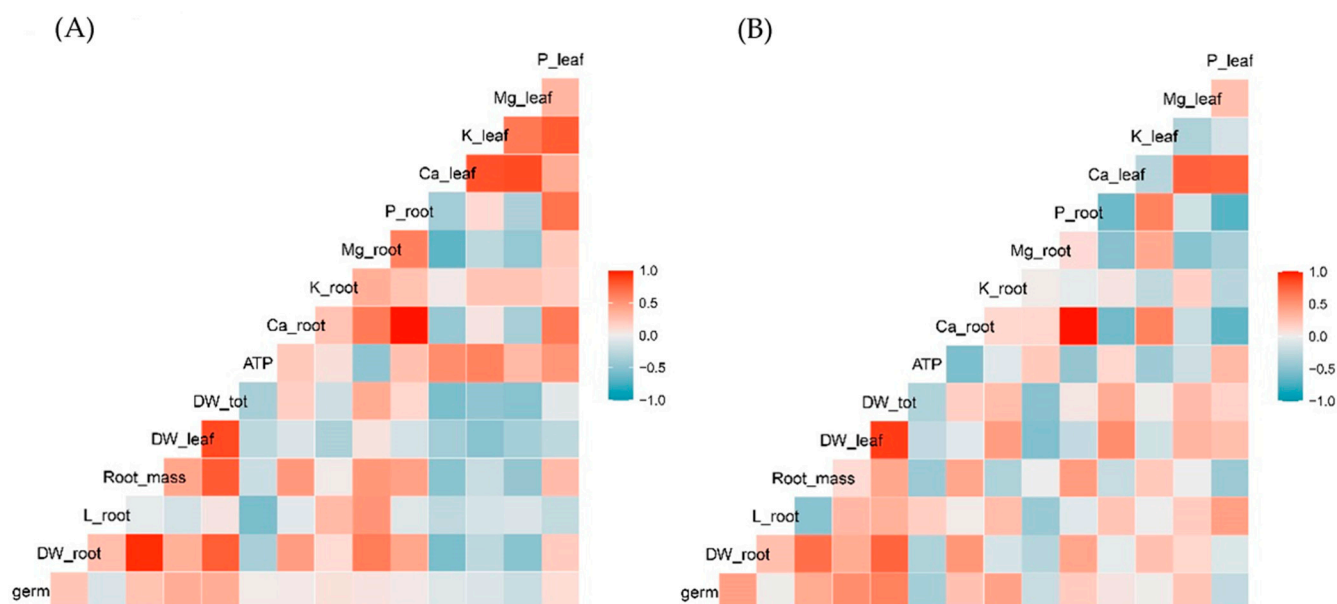 (A)
P_leaf
Mg_leaf
K_leaf
Ca_leaf
P_root
Mg_root
K_root
Ca_root
ATP
DW_tot
DW_leaf
Root_mass
L_root
DW_root
germ
1.0
0.5
0.0
−0.5
−1.0
(B)
P_leaf
Mg_leaf
K_leaf
Ca_leaf
P_root
Mg_root
K_root
Ca_root
ATP
DW_tot
DW_leaf
Root_mass
L_root
DW_root
germ
1.0
0.5
0.0
−0.5
−1.0